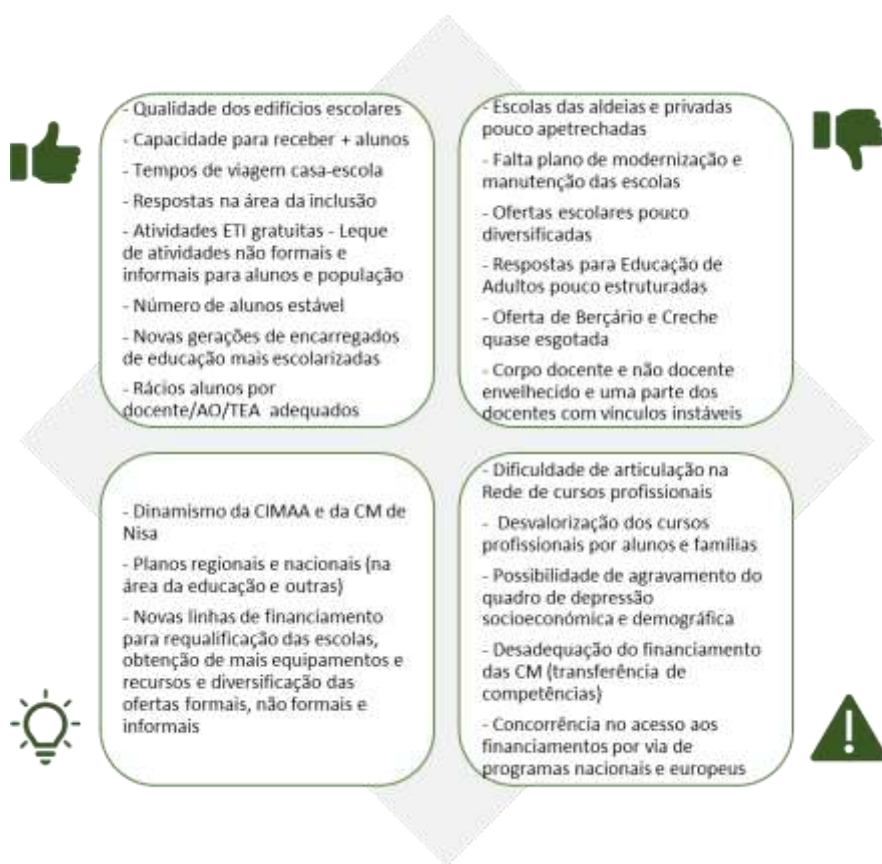 - Qualidade dos edifícios escolares
- Capacidade para receber + alunos
- Tempos de viagem casa-escola
- Respostas na área da inclusão
- Atividades ETI gratuitas - Leque
de atividades não formais e
informais para alunos e população
- Número de alunos estável
- Novas gerações de encarregados
de educação mais escolarizadas
- Rácios alunos por
docente/AO/TEA adequados
- Escolas das aldeias e privadas
pouco apetrechadas
- Falta plano de modernização e
manutenção das escolas
- Ofertas escolares pouco
diversificadas
- Respostas para Educação de
Adultos pouco estruturadas
- Oferta de Berçário e Creche
quase esgotada
- Corpo docente e não docente
envelhecido e uma parte dos
docentes com vínculos instáveis
- Dinamismo da CIMAA e da CM de
Nisa
- Planos regionais e nacionais (na
área da educação e outras)
- Novas linhas de financiamento
para requalificação das escolas,
obtenção de mais equipamentos e
recursos e diversificação das
ofertas formais, não formais e
informais
- Dificuldade de articulação na
Rede de cursos profissionais
- Desvalorização dos cursos
profissionais por alunos e famílias
- Possibilidade de agravamento do
quadro de depressão
socioeconómica e demográfica
- Desadequação do financiamento
das CM (transferência de
competências)
- Concorrência no acesso aos
financiamentos por via de
programas nacionais e europeus